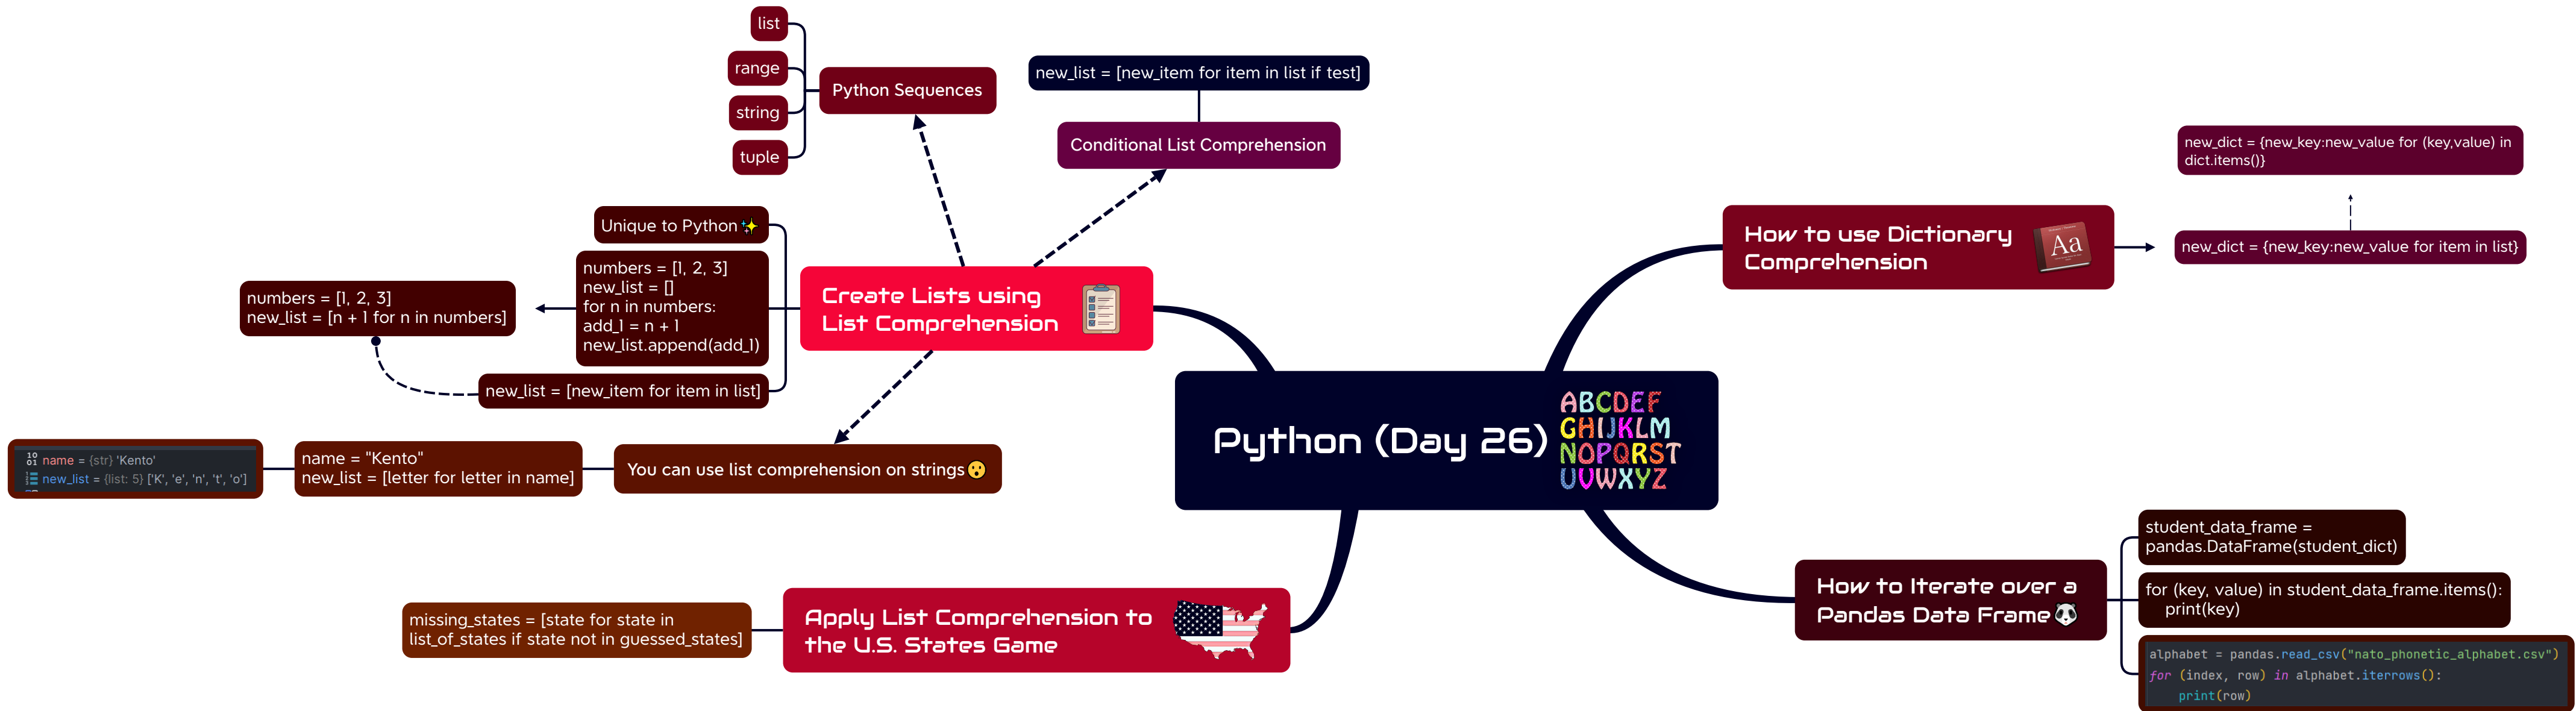 Python (Day 26)
ABCDEF
GHIJKLM
NOPQRST
UVWXYZ
Create Lists using
List Comprehension
Python Sequences
list
range
string
tuple
Conditional List Comprehension
new_list = [new_item for item in list if test]
Unique to Python✨
numbers = [1, 2, 3]
new_list = []
for n in numbers:
add_1 = n + 1
new_list.append(add_1)
numbers = [1, 2, 3]
new_list = [n + 1 for n in numbers]
new_list = [new_item for item in list]
You can use list comprehension on strings😮
name = "Kento"
new_list = [letter for letter in name]
10
01 name = {str} 'Kento'
new_list = {list: 5} ['K', 'e', 'n', 't', 'o']
Apply List Comprehension to
the U.S. States Game
missing_states = [state for state in
list_of_states if state not in guessed_states]
How to use Dictionary
Comprehension
Aa
new_dict = {new_key:new_value for item in list}
new_dict = {new_key:new_value for (key,value) in
dict.items()}
How to Iterate over a
Pandas Data Frame🐼
student_data_frame =
pandas.DataFrame(student_dict)
for (key, value) in student_data_frame.items():
    print(key)
alphabet = pandas.read_csv("nato_phonetic_alphabet.csv")
for (index, row) in alphabet.iterrows():
    print(row)